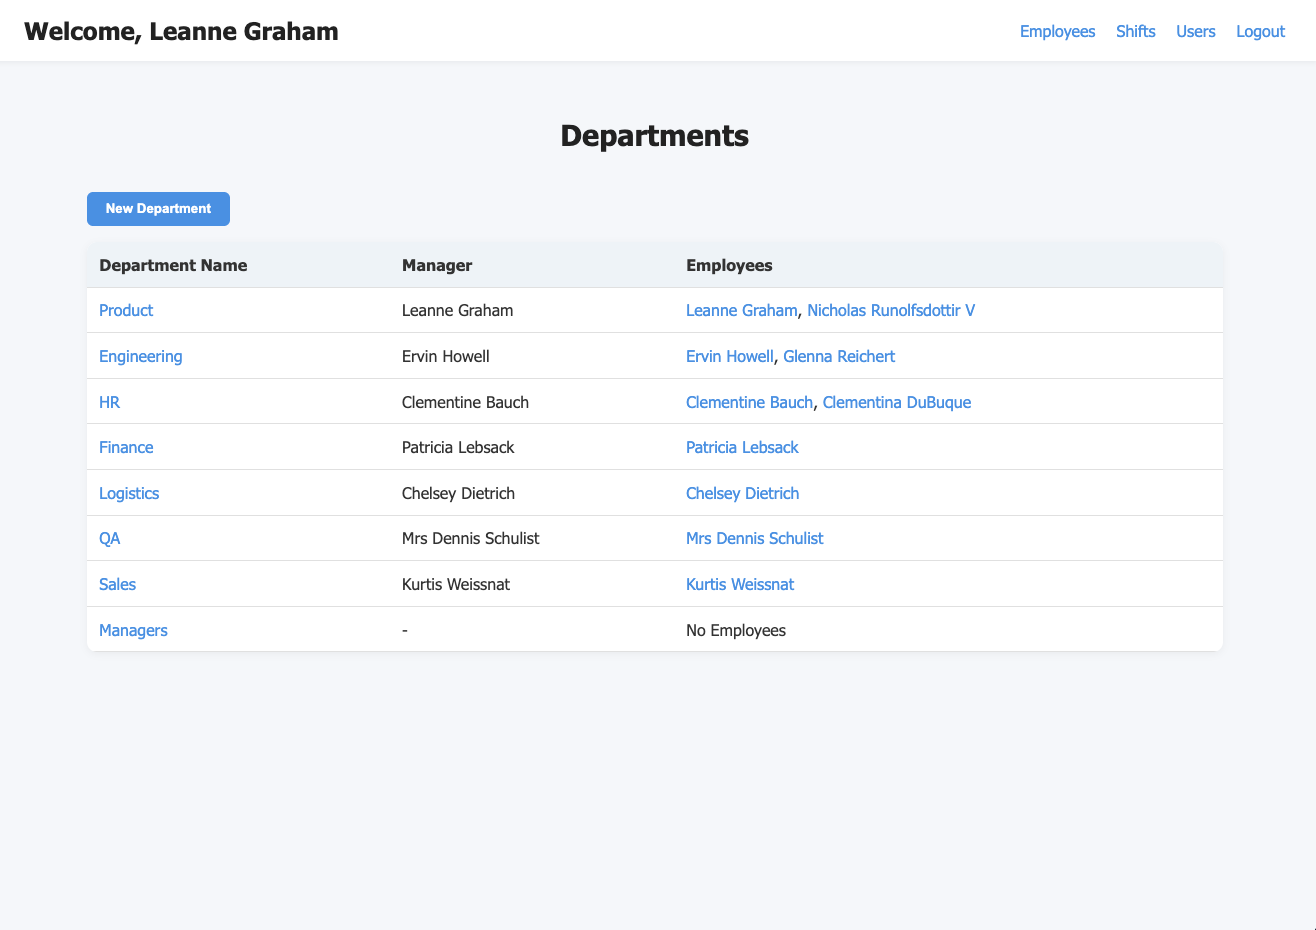 Welcome, Leanne Graham
Employees Shifts Users Logout
Departments
New Department
Department Name Manager Employees
Product Leanne Graham Leanne Graham, Nicholas Runolfsdottir V
Engineering Ervin Howell Ervin Howell, Glenna Reichert
HR Clementine Bauch Clementine Bauch, Clementina DuBuque
Finance Patricia Lebsack Patricia Lebsack
Logistics Chelsey Dietrich Chelsey Dietrich
QA Mrs Dennis Schulist Mrs Dennis Schulist
Sales Kurtis Weissnat Kurtis Weissnat
Managers - No Employees